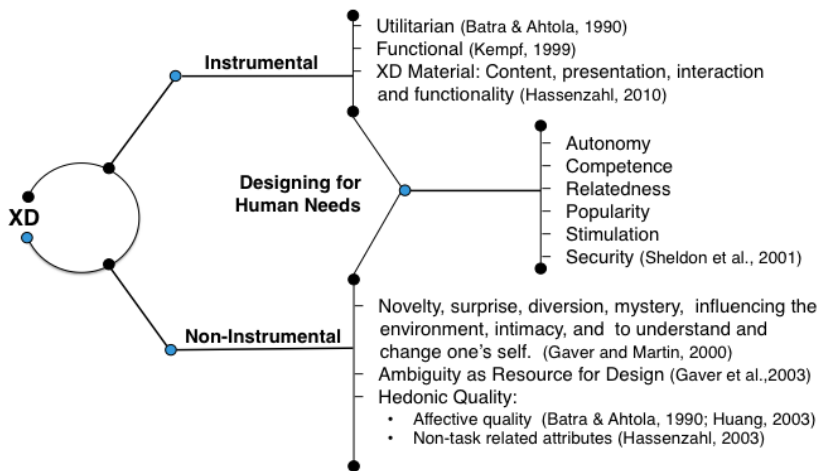 Utilitarian (Batra & Ahtola, 1990)
Functional (Kempf, 1999)
Instrumental
XD Material: Content, presentation, interaction
and functionality (Hassenzahl, 2010)
Autonomy
Competence
Designing for
Human Needs
Relatedness
Popularity
Stimulation
Security (Sheldon et al., 2001)
XD
Novelty, surprise, diversion, mystery, influencing the
environment, intimacy, and to understand and
change one's self. (Gaver and Martin, 2000)
Non-Instrumental
Ambiguity as Resource for Design (Gaver et al.,2003)
Hedonic Quality:
• Affective quality (Batra & Ahtola, 1990; Huang, 2003)
• Non-task related attributes (Hassenzahl, 2003)